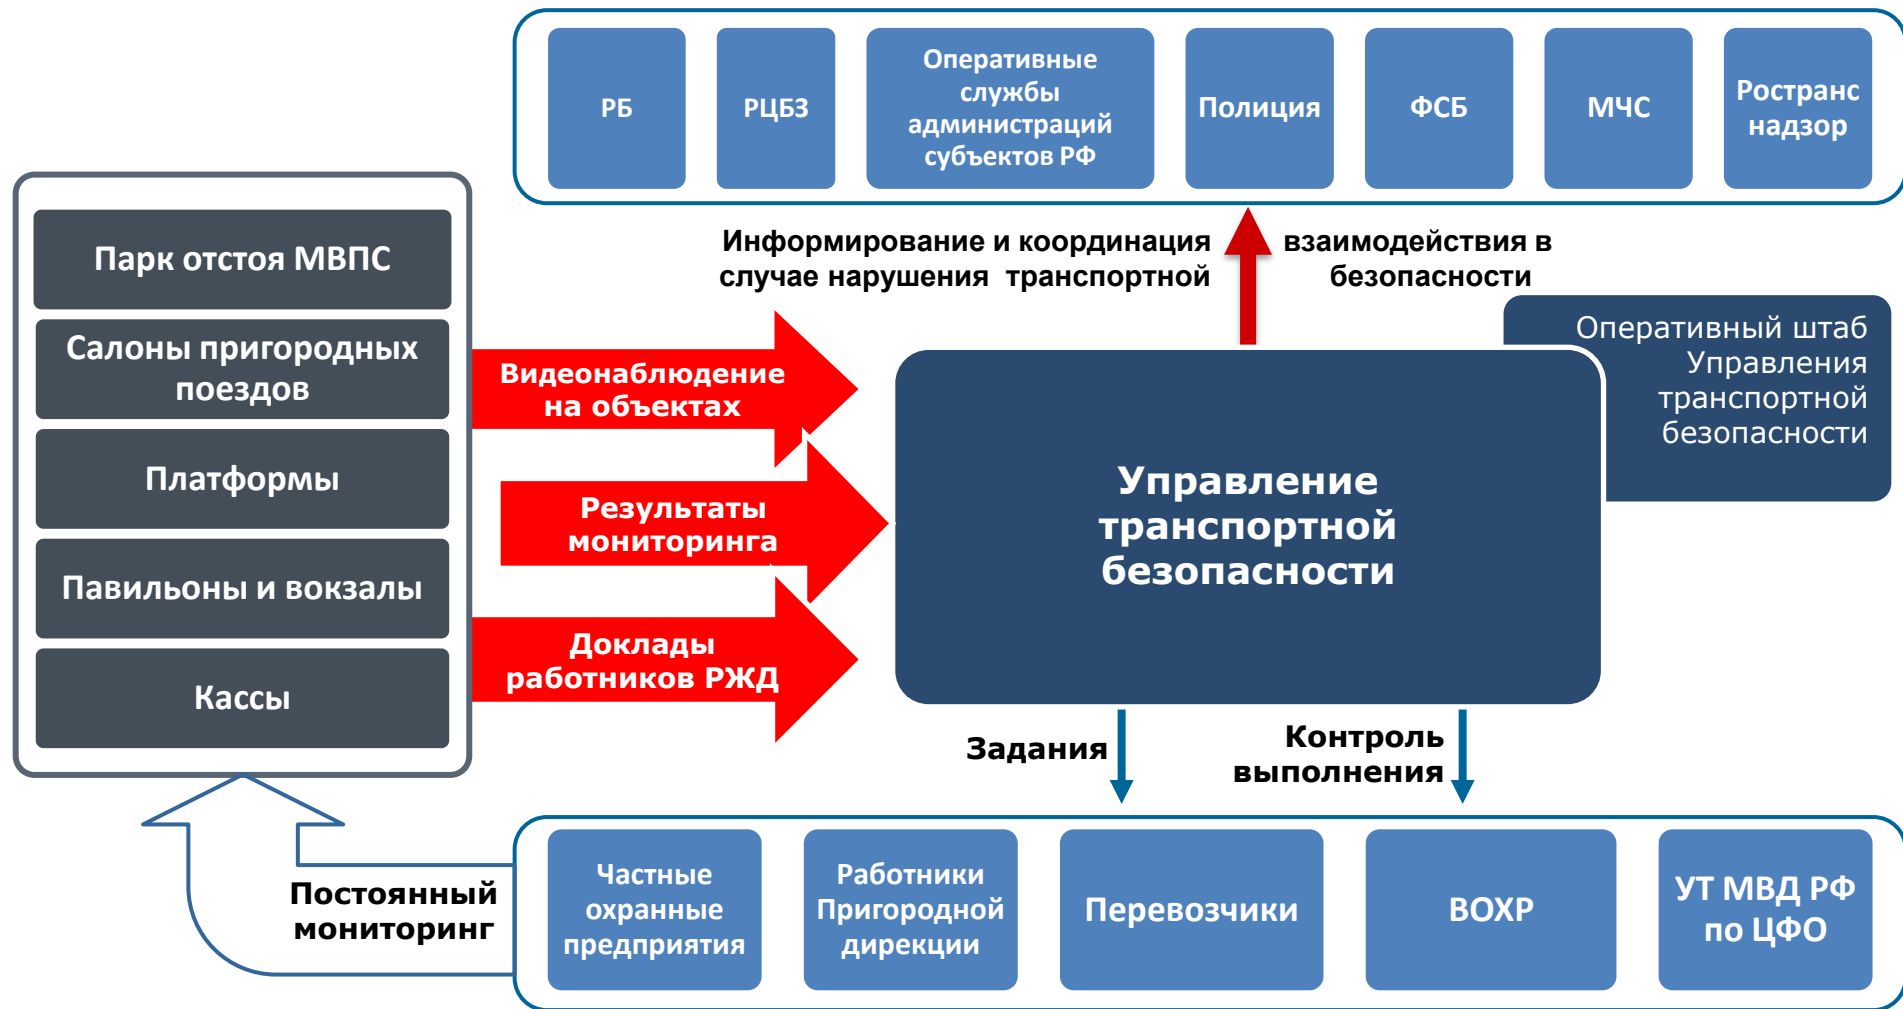 РБ
РЦБЗ
Оперативные
службы
администраций
субъектов РФ
Полиция
ФСБ
МЧС
Ространс
надзор
Информирование и координация взаимодействия в
случае нарушения транспортной безопасности
Парк отстоя МВПС
Салоны пригородных
поездов
Платформы
Павильоны и вокзалы
Кассы
Видеонаблюдение
на объектах
Результаты
мониторинга
Доклады
работников РЖД
Управление
транспортной
безопасности
Оперативный штаб
Управления
транспортной
безопасности
Задания
Контроль
выполнения
Постоянный
мониторинг
Частные
охранные
предприятия
Работники
Пригородной
дирекции
Перевозчики
ВОХР
УТ МВД РФ
по ЦФО